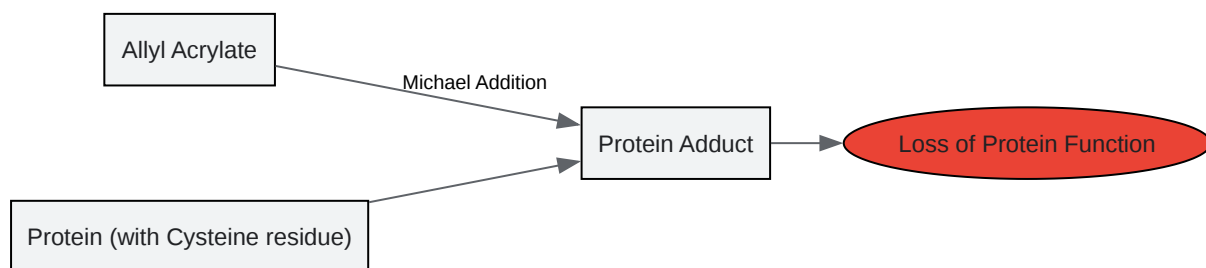 Allyl Acrylate
Michael Addition
Protein Adduct
Loss of Protein Function
Protein (with Cysteine residue)